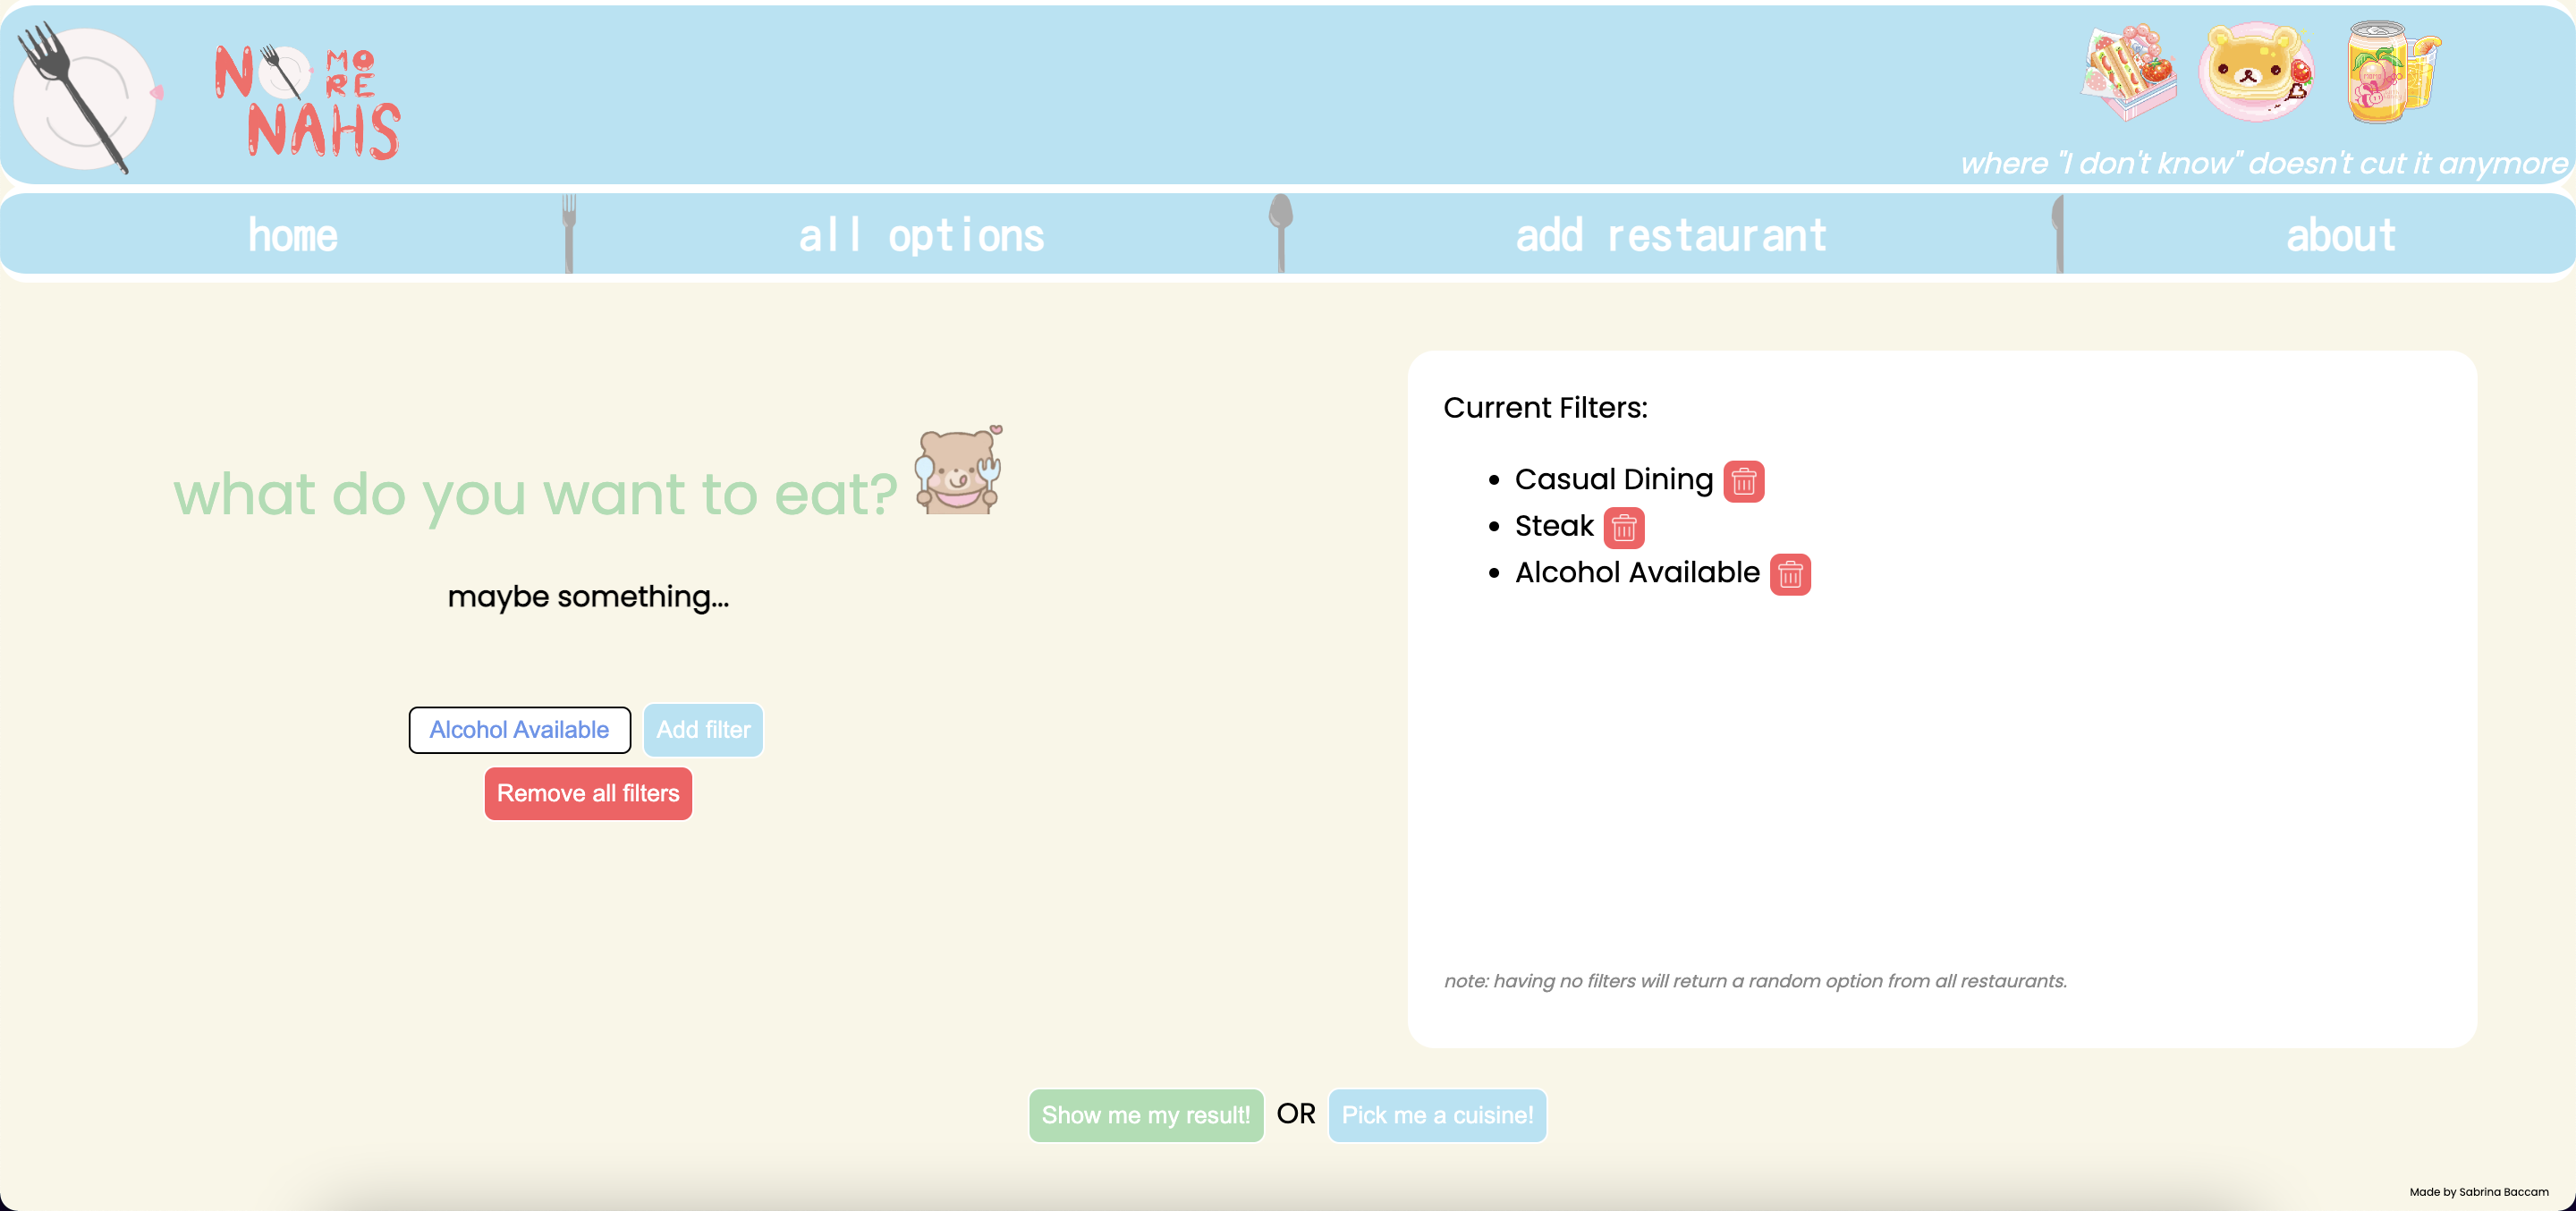 NO MORE
NAHS
where "I don't know" doesn't cut it anymore
home
all options
add restaurant
about
what do you want to eat?
maybe something...
Alcohol Available
Add filter
Remove all filters
Current Filters:
• Casual Dining
• Steak
• Alcohol Available
note: having no filters will return a random option from all restaurants.
Show me my result! OR Pick me a cuisine!
Made by Sabrina Baccam